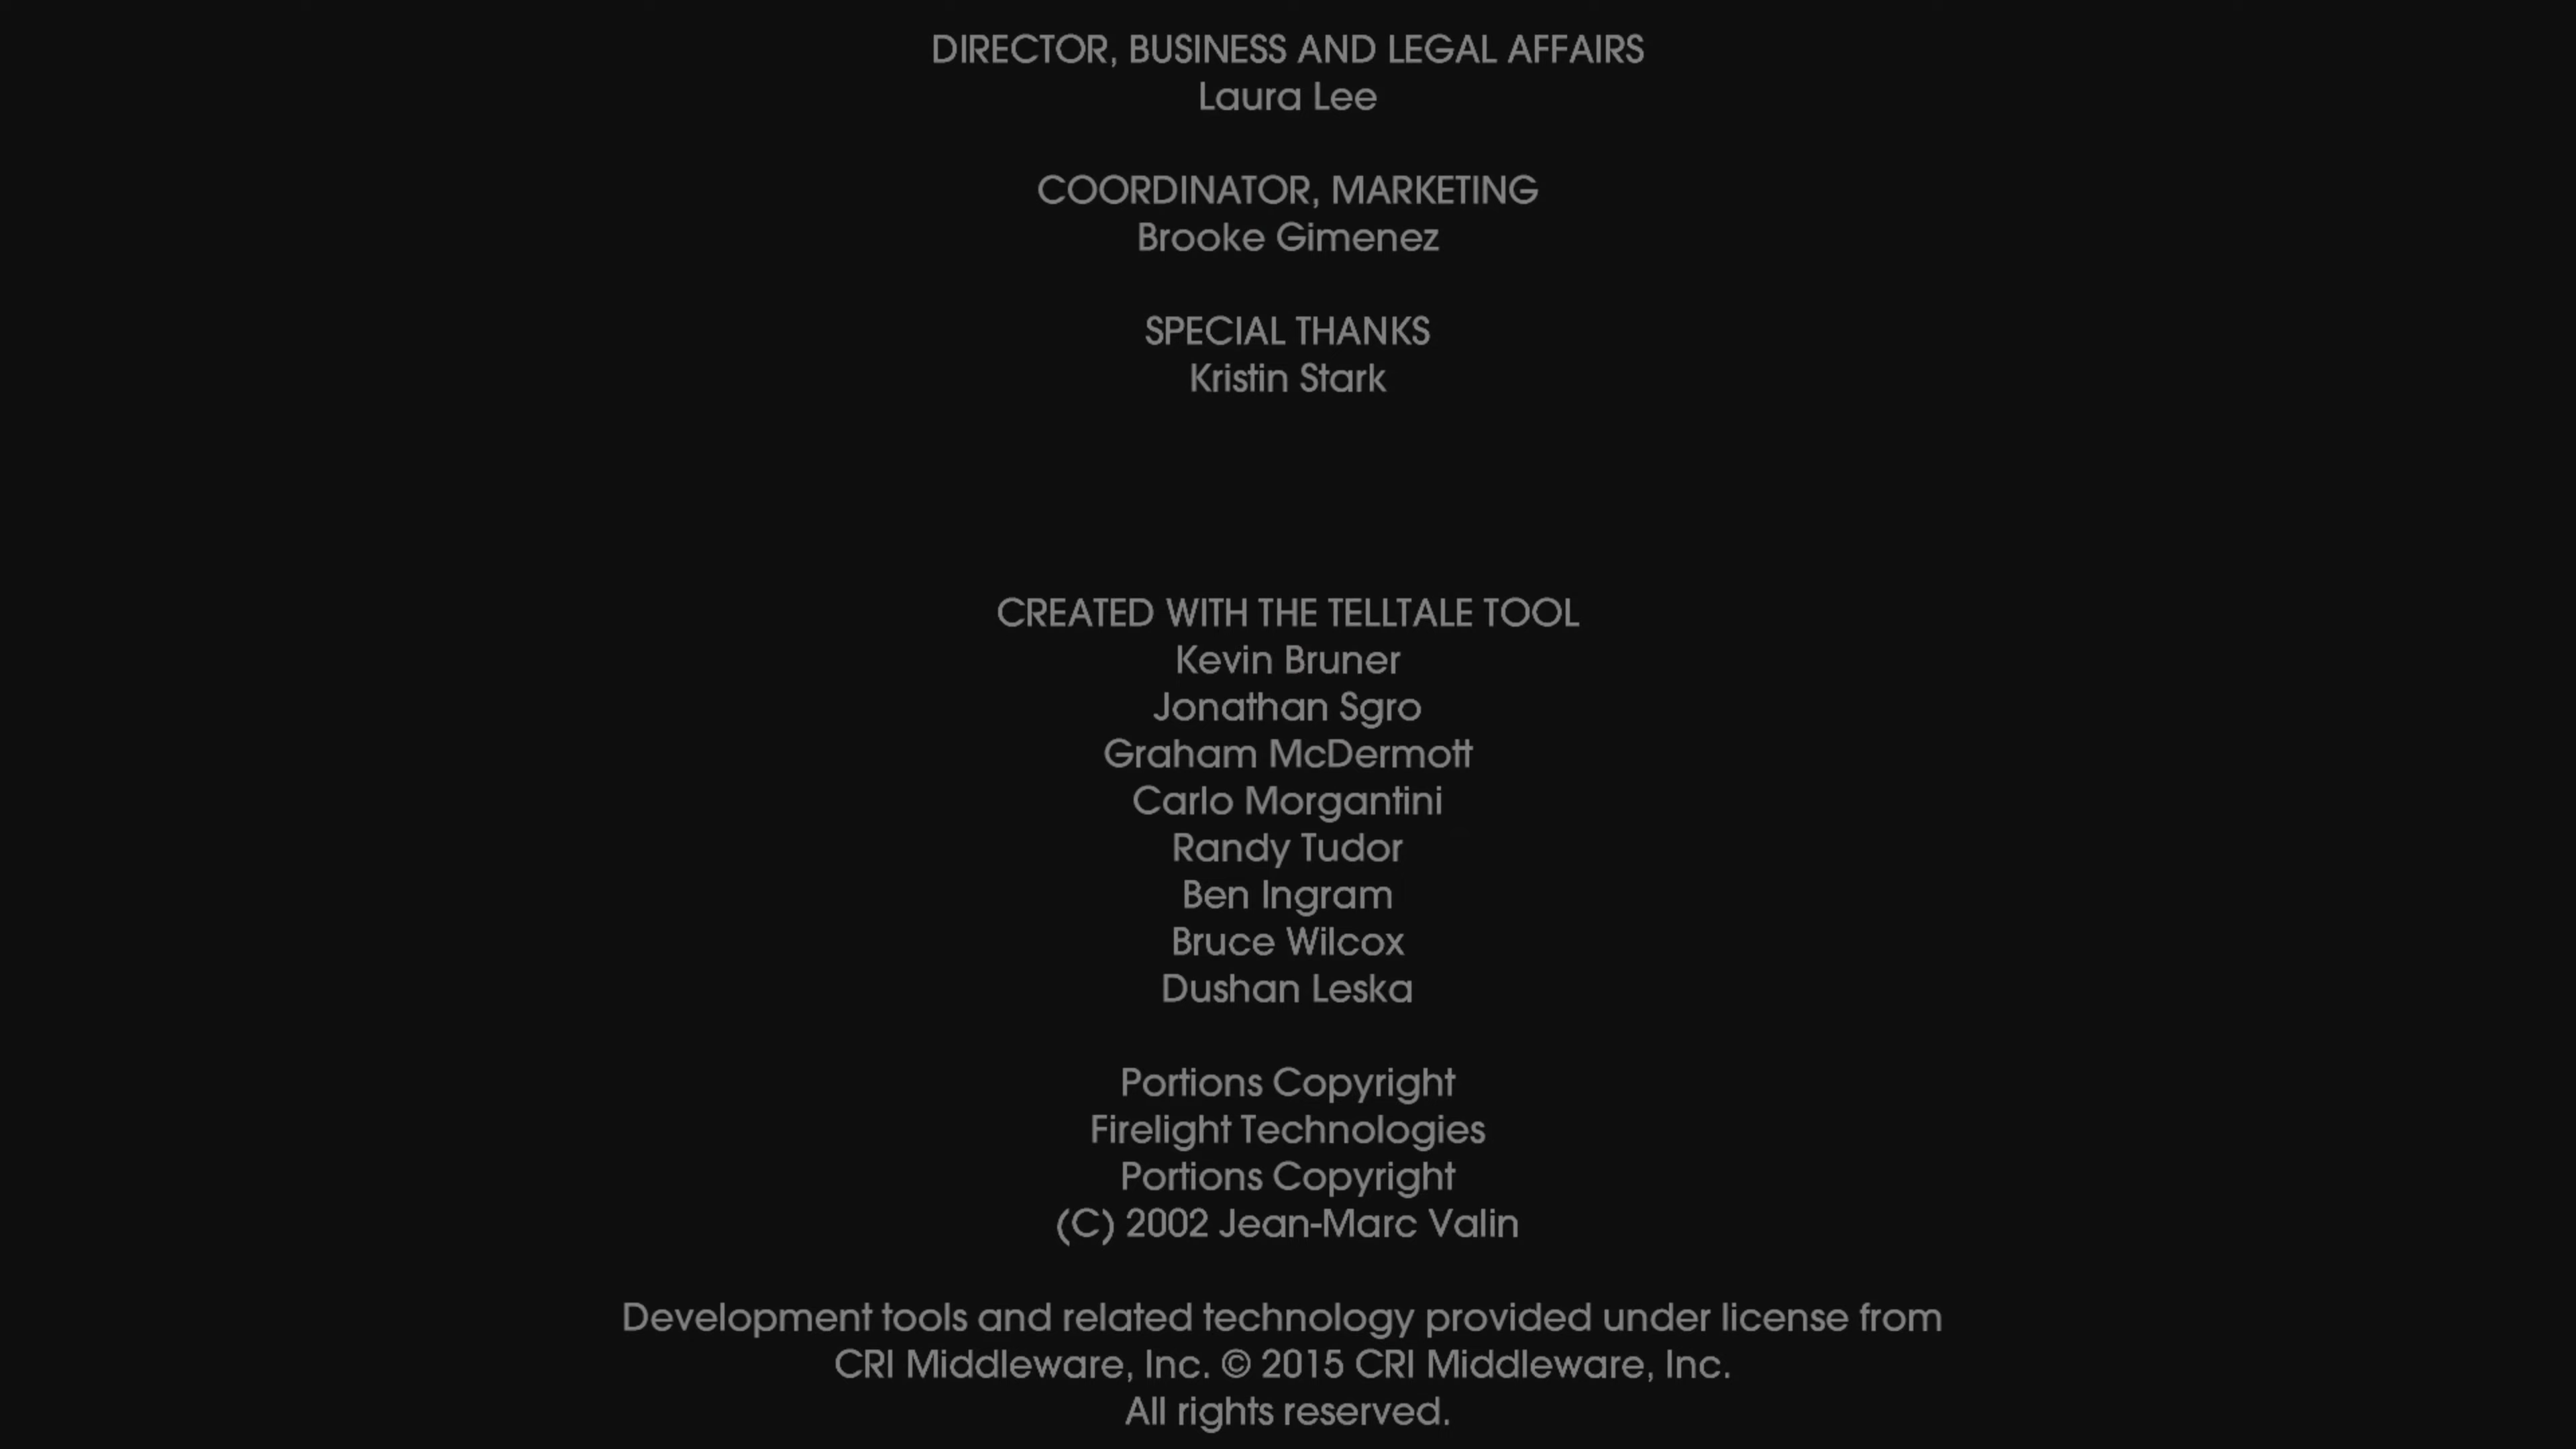 DIRECTOR, BUSINESS AND LEGAL AFFAIRS
Laura Lee
COORDINATOR, MARKETING
Brooke Gimenez
SPECIAL THANKS
Kristin Stark
CREATED WITH THE TELLTALE TOOL
Kevin Bruner
Jonathan Sgro
Graham McDermott
Carlo Morgantini
Randy Tudor
Ben Ingram
Bruce Wilcox
Dushan Leska
Portions Copyright
Firelight Technologies
Portions Copyright
(C) 2002 Jean-Marc Valin
Development tools and related technology provided under license from
CRI Middleware, Inc. © 2015 CRI Middleware, Inc.
All rights reserved.